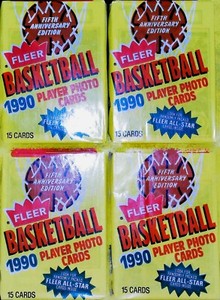 FIFTH
ANNIVERSARY
EDITION
FLEER
BASKETBALL
1990 PLAYER PHOTO
CARDS
15 CARDS
FIFTH
ANNIVERSARY
EDITION
FLEER
BASKETBALL
1990 PLAYER PHOTO
CARDS
FLEER ALL-STAR
15 CARDS
FIFTH
ANNIVERSARY
EDITION
FLEER
BASKETBALL
1990 PLAYER PHOTO
CARDS
FLEER ALL-STAR
15 CARDS
FIFTH
ANNIVERSARY
EDITION
FLEER
BASKETBALL
1990 PLAYER PHOTO
CARDS
FLEER ALL-STAR
15 CARDS